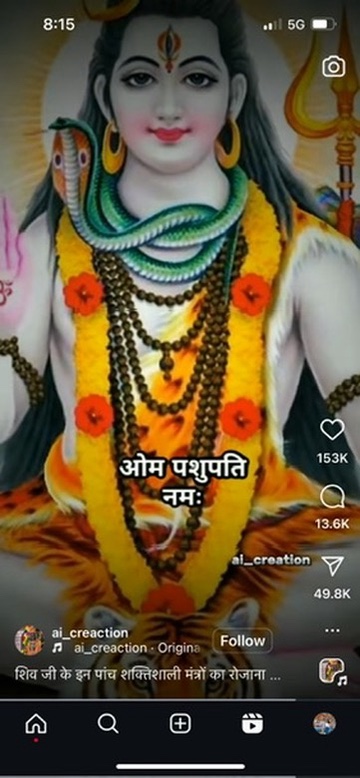 8:15
5G
ॐ
ओम पशुपति
नमः
153K
13.6K
ai_creation
49.8K
ai_creaction
ai_creaction · Origina
Follow
शिव जी के इन पांच शक्तिशाली मंत्रों का रोजाना ...